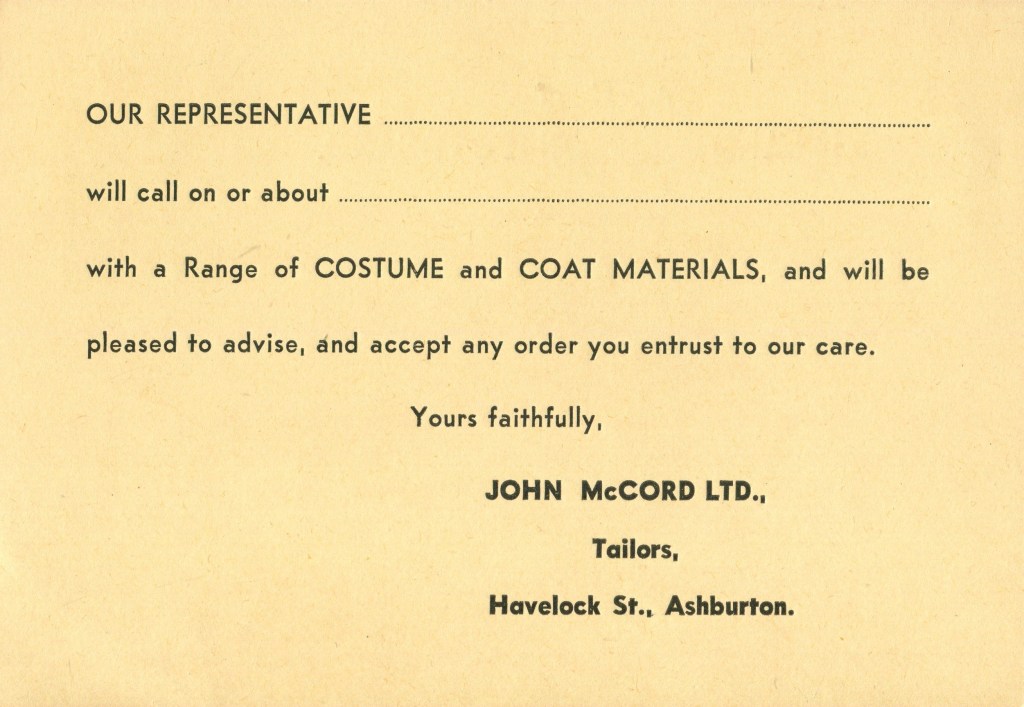 OUR REPRESENTATIVE ..............................
will call on or about ..............................
with a Range of COSTUME and COAT MATERIALS, and will be
pleased to advise, and accept any order you entrust to our care.
Yours faithfully,
JOHN McCORD LTD.,
Tailors,
Havelock St., Ashburton.